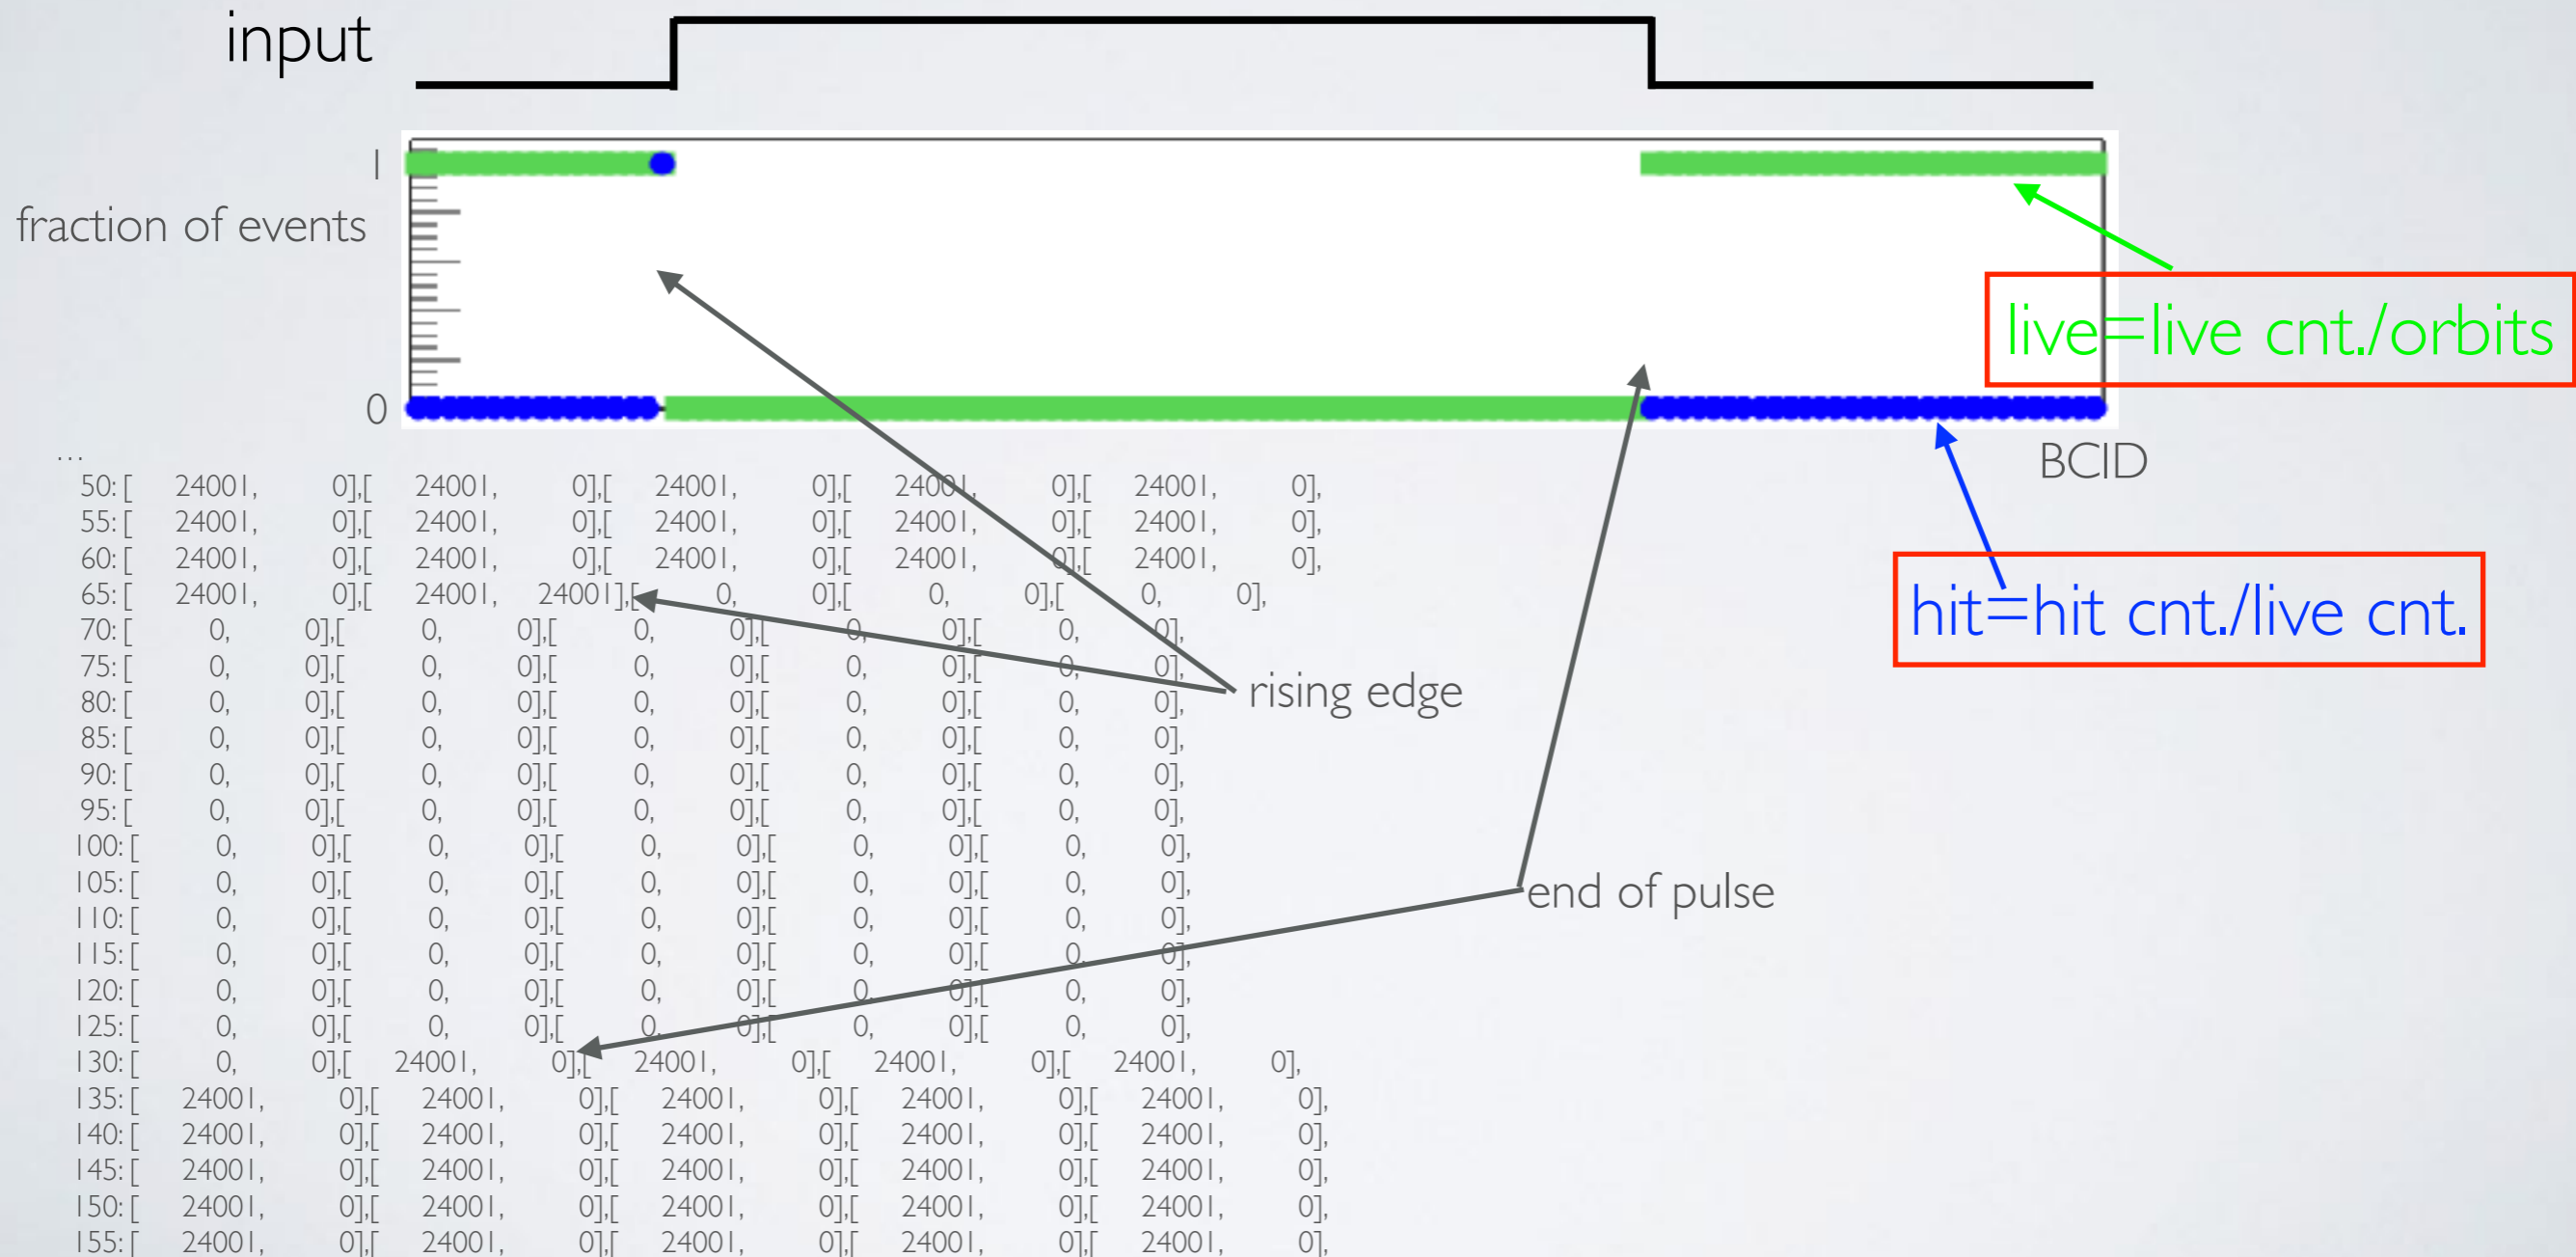 input
1
fraction of events
0
BCID
live=live cnt./orbits
hit=hit cnt./live cnt.
rising edge
end of pulse
...
50: [ 24001, 0],[ 24001, 0],[ 24001, 0],[ 24001, 0],[ 24001, 0],
55: [ 24001, 0],[ 24001, 0],[ 24001, 0],[ 24001, 0],[ 24001, 0],
60: [ 24001, 0],[ 24001, 0],[ 24001, 0],[ 24001, 0],[ 24001, 0],
65: [ 24001, 0],[ 24001, 24001],[ 0, 0],[ 0, 0],[ 0, 0],
70: [ 0, 0],[ 0, 0],[ 0, 0],[ 0, 0],[ 0, 0],
75: [ 0, 0],[ 0, 0],[ 0, 0],[ 0, 0],[ 0, 0],
80: [ 0, 0],[ 0, 0],[ 0, 0],[ 0, 0],[ 0, 0],
85: [ 0, 0],[ 0, 0],[ 0, 0],[ 0, 0],[ 0, 0],
90: [ 0, 0],[ 0, 0],[ 0, 0],[ 0, 0],[ 0, 0],
95: [ 0, 0],[ 0, 0],[ 0, 0],[ 0, 0],[ 0, 0],
100: [ 0, 0],[ 0, 0],[ 0, 0],[ 0, 0],[ 0, 0],
105: [ 0, 0],[ 0, 0],[ 0, 0],[ 0, 0],[ 0, 0],
110: [ 0, 0],[ 0, 0],[ 0, 0],[ 0, 0],[ 0, 0],
115: [ 0, 0],[ 0, 0],[ 0, 0],[ 0, 0],[ 0, 0],
120: [ 0, 0],[ 0, 0],[ 0, 0],[ 0, 0],[ 0, 0],
125: [ 0, 0],[ 0, 0],[ 0, 0],[ 0, 0],[ 0, 0],
130: [ 0, 0],[ 24001, 0],[ 24001, 0],[ 24001, 0],[ 24001, 0],
135: [ 24001, 0],[ 24001, 0],[ 24001, 0],[ 24001, 0],[ 24001, 0],
140: [ 24001, 0],[ 24001, 0],[ 24001, 0],[ 24001, 0],[ 24001, 0],
145: [ 24001, 0],[ 24001, 0],[ 24001, 0],[ 24001, 0],[ 24001, 0],
150: [ 24001, 0],[ 24001, 0],[ 24001, 0],[ 24001, 0],[ 24001, 0],
155: [ 24001, 0],[ 24001, 0],[ 24001, 0],[ 24001, 0],[ 24001, 0],